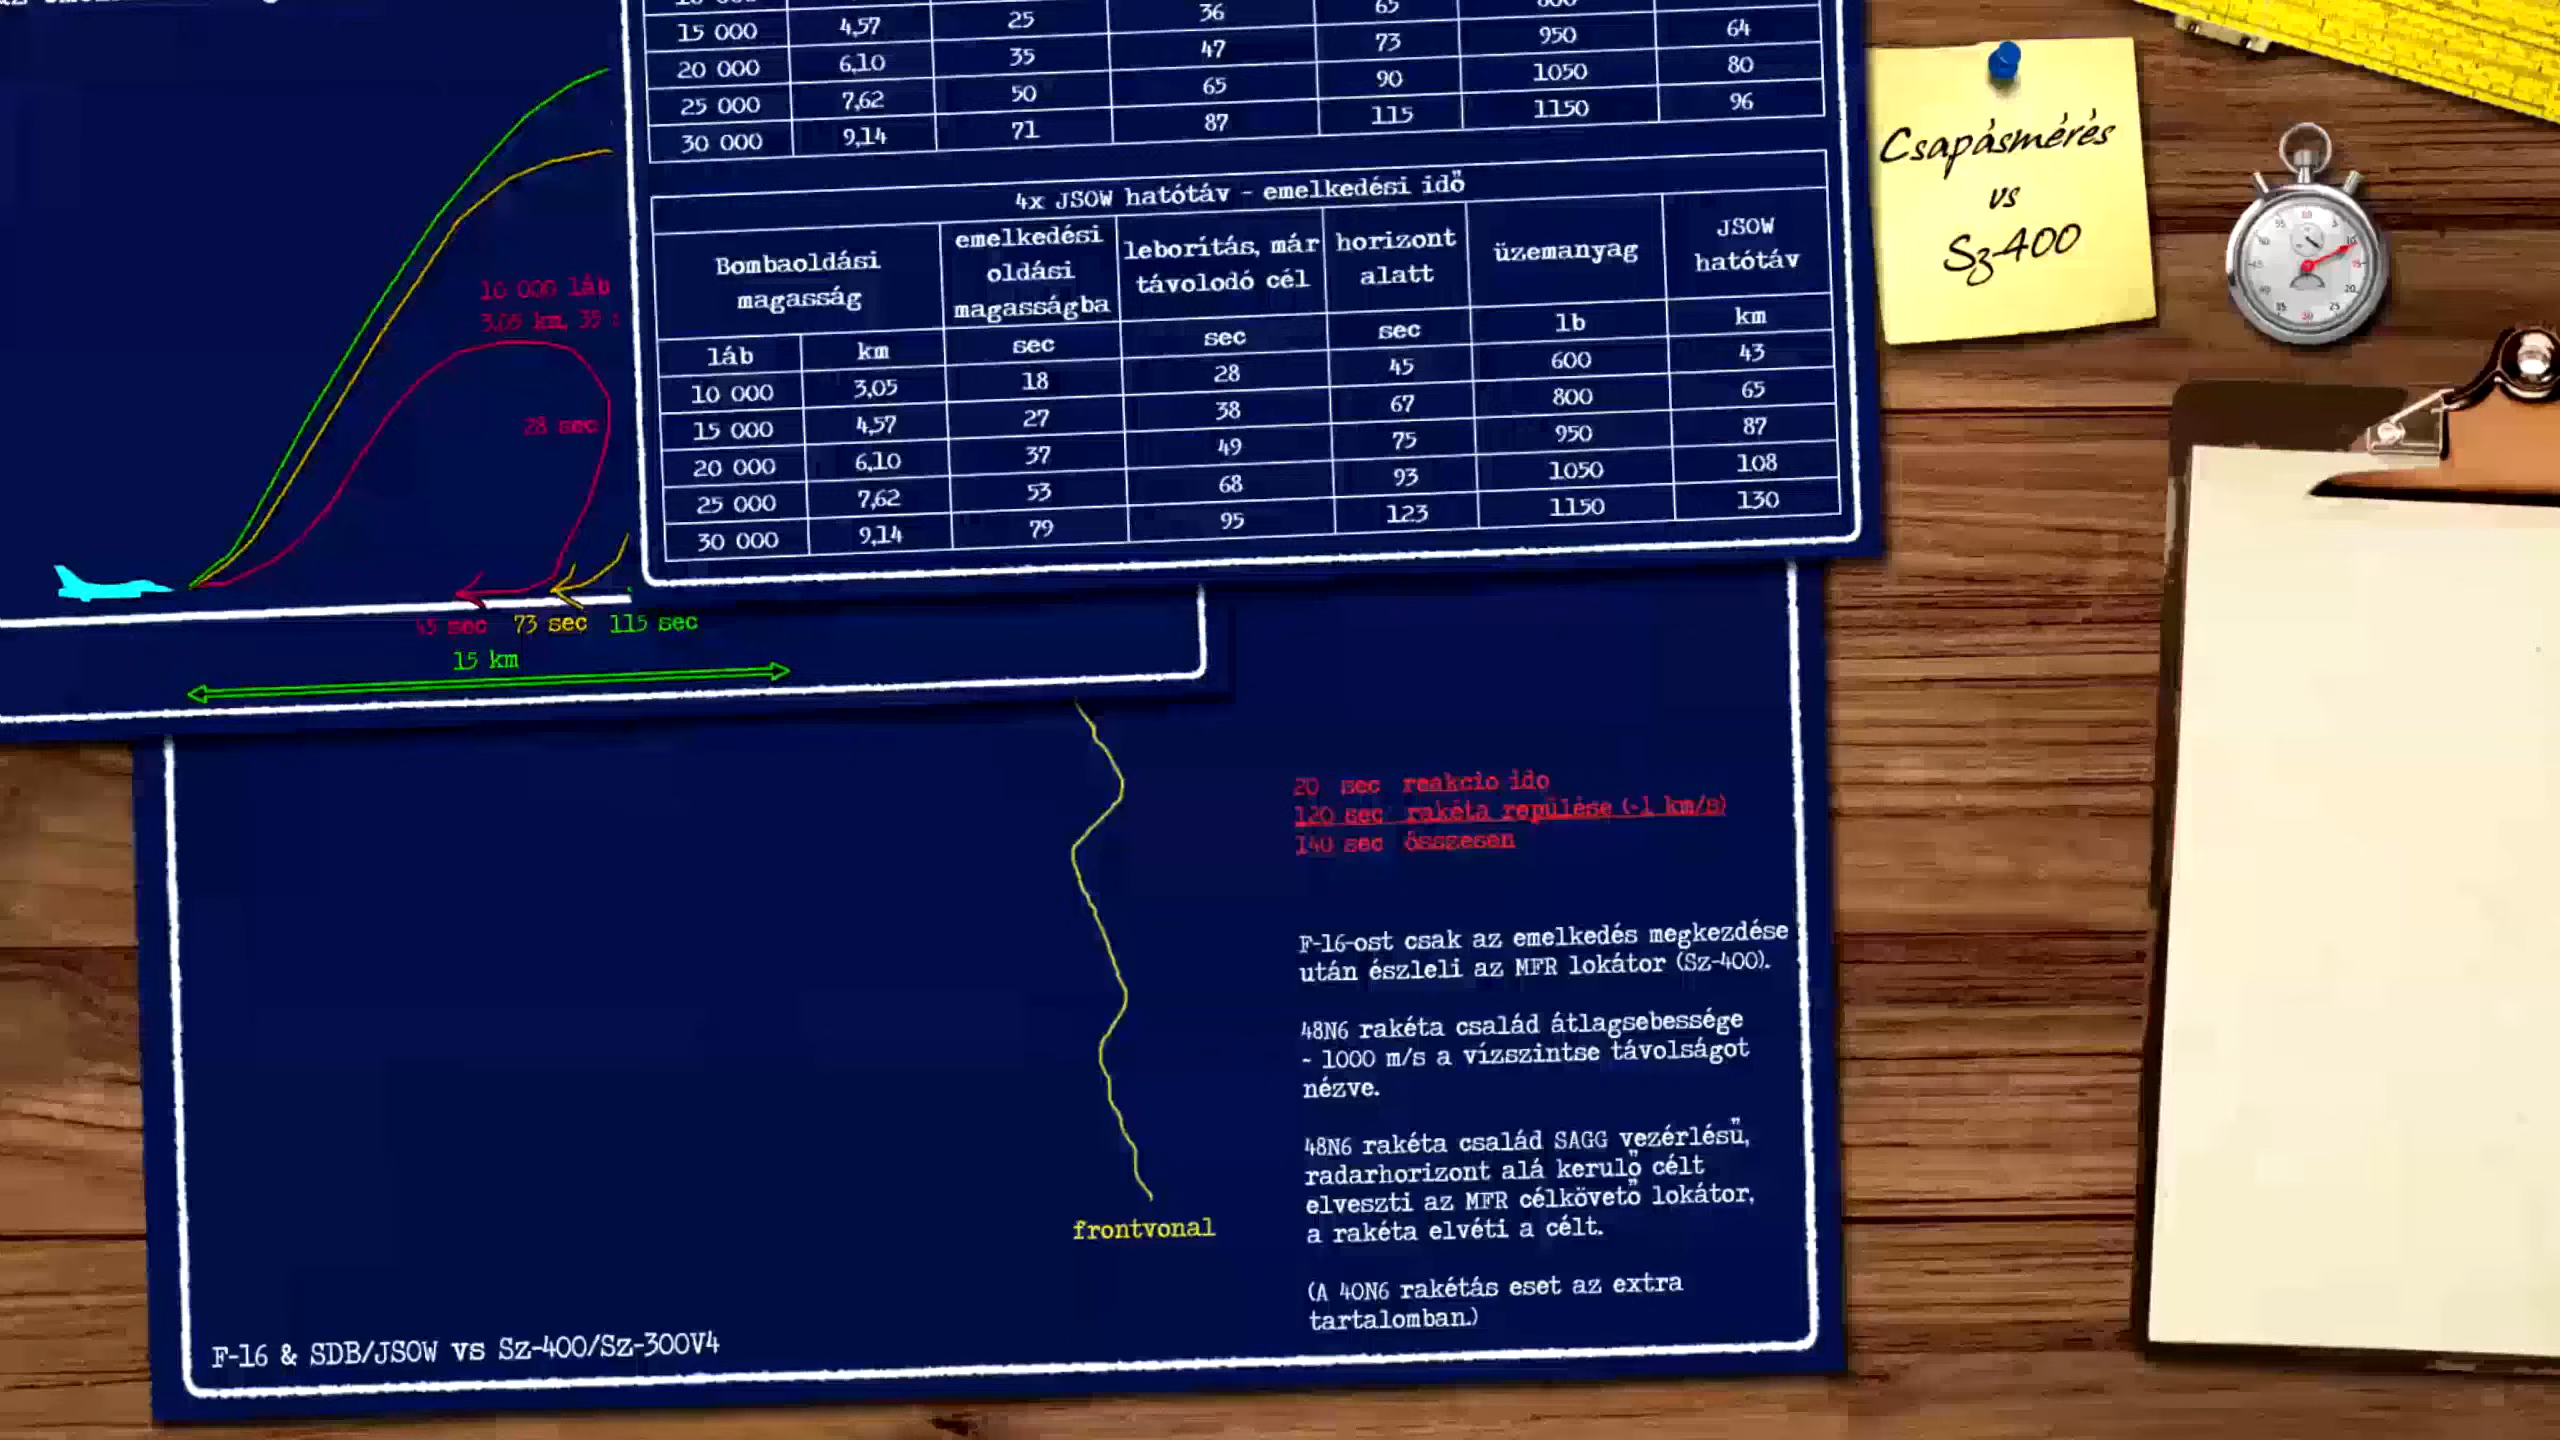 15 000 4,57 25 36 65
20 000 6,10 35 47 73 950 64
25 000 7,62 50 65 90 1050 80
30 000 9,14 71 87 115 1150 96
4x JSOW hatótáv - emelkedési idő
Bombaoldási
magasság
emelkedési
oldási
magasságba
leborítás, már
távolodó cél
horizont
alatt
üzemanyag
JSOW
hatótáv
láb km sec sec sec lb km
10 000 3,05 18 28 45 600 43
15 000 4,57 27 38 67 800 65
20 000 6,10 37 49 75 950 87
25 000 7,62 53 68 93 1050 108
30 000 9,14 79 95 123 1150 130
10 000 láb
3,05 km, 35
28 sec
45 sec 73 sec 115 sec
15 km
Csapásmérés
vs
Sz-400
20 sec reakcio ido
120 sec rakéta repülése (~1 km/s)
140 sec összesen
F-16-ost csak az emelkedés megkezdése
után észleli az MFR lokátor (Sz-400).
48N6 rakéta család átlagsebessége
~ 1000 m/s a vízszintse távolságot
nézve.
48N6 rakéta család SAGG vezérlésű,
radarhorizont alá kerulő célt
elveszti az MFR célkövető lokátor,
a rakéta elvéti a célt.
(A 40N6 rakétás eset az extra
tartalomban.)
frontvonal
F-16 & SDB/JSOW vs Sz-400/Sz-300V4